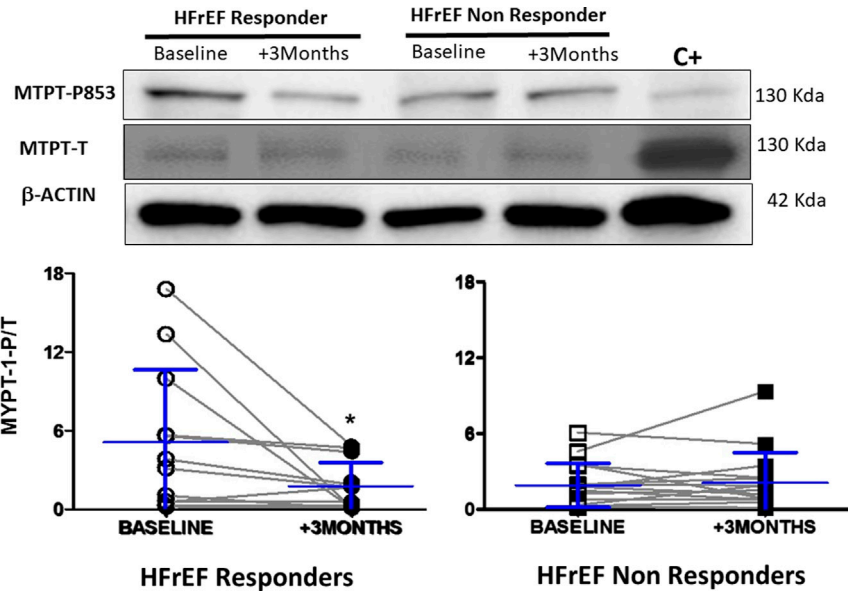 HFrEF Responder HFrEF Non Responder
Baseline +3Months Baseline +3Months C+
MTPT-P853 130 Kda
MTPT-T 130 Kda
β-ACTIN 42 Kda
18 18
12 12
6 6
0 0
MYPT-1-P/T
*
BASELINE +3MONTHS BASELINE +3MONTHS
HFrEF Responders HFrEF Non Responders